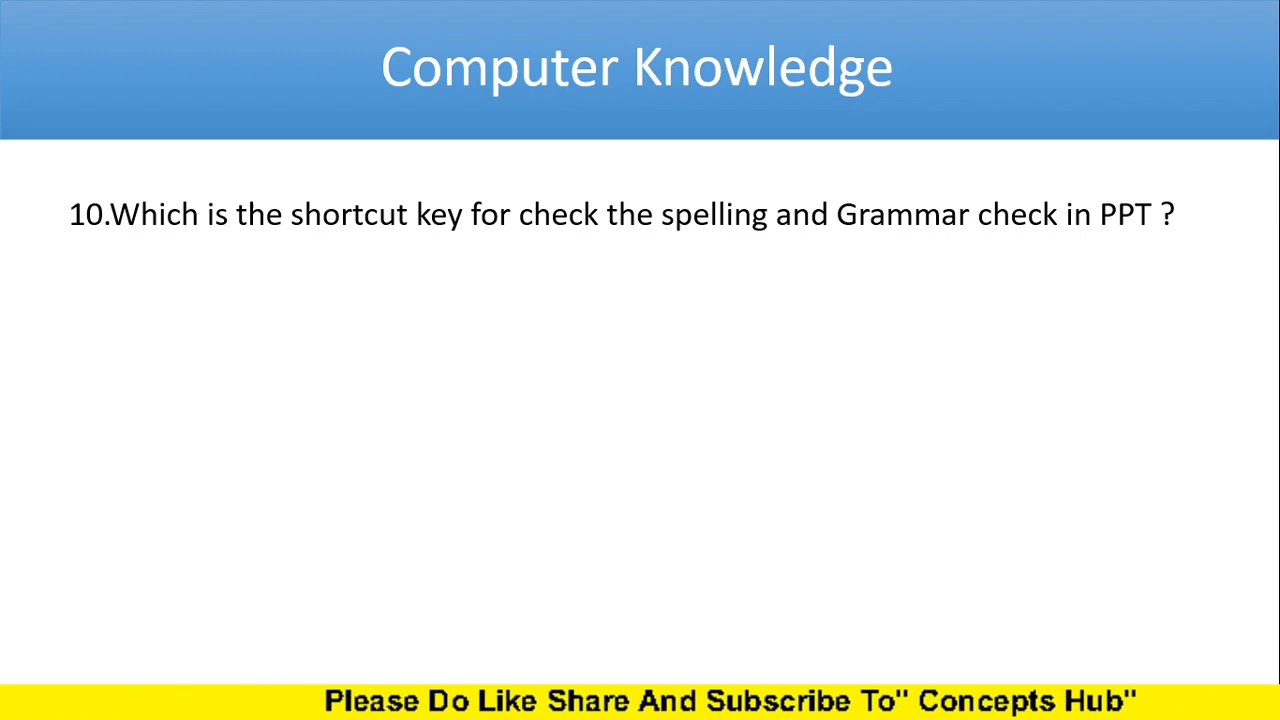 Computer Knowledge
10.Which is the shortcut key for check the spelling and Grammar check in PPT ?
Please Do Like Share And Subscribe To" Concepts Hub"